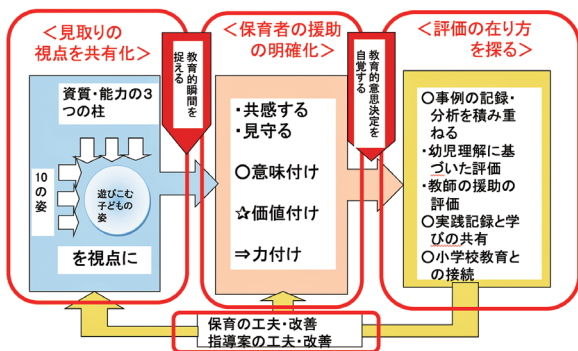 ＜見取りの
視点を共有化＞
資質・能力の3
つの柱
10の姿
遊びこむ
子どもの
姿
を視点に
教育的瞬間を
捉える
＜保育者の援助
の明確化＞
・共感する
・見守る
〇意味付け
☆価値付け
⇒力付け
教育的意思決定を
自覚する
＜評価の在り方
を探る＞
〇事例の記録・
分析を積み重
ねる
・幼児理解に基
づいた評価
・教師の援助の
評価
〇実践記録と学
びの共有
〇小学校教育と
の接続
保育の工夫・改善
指導案の工夫・改善